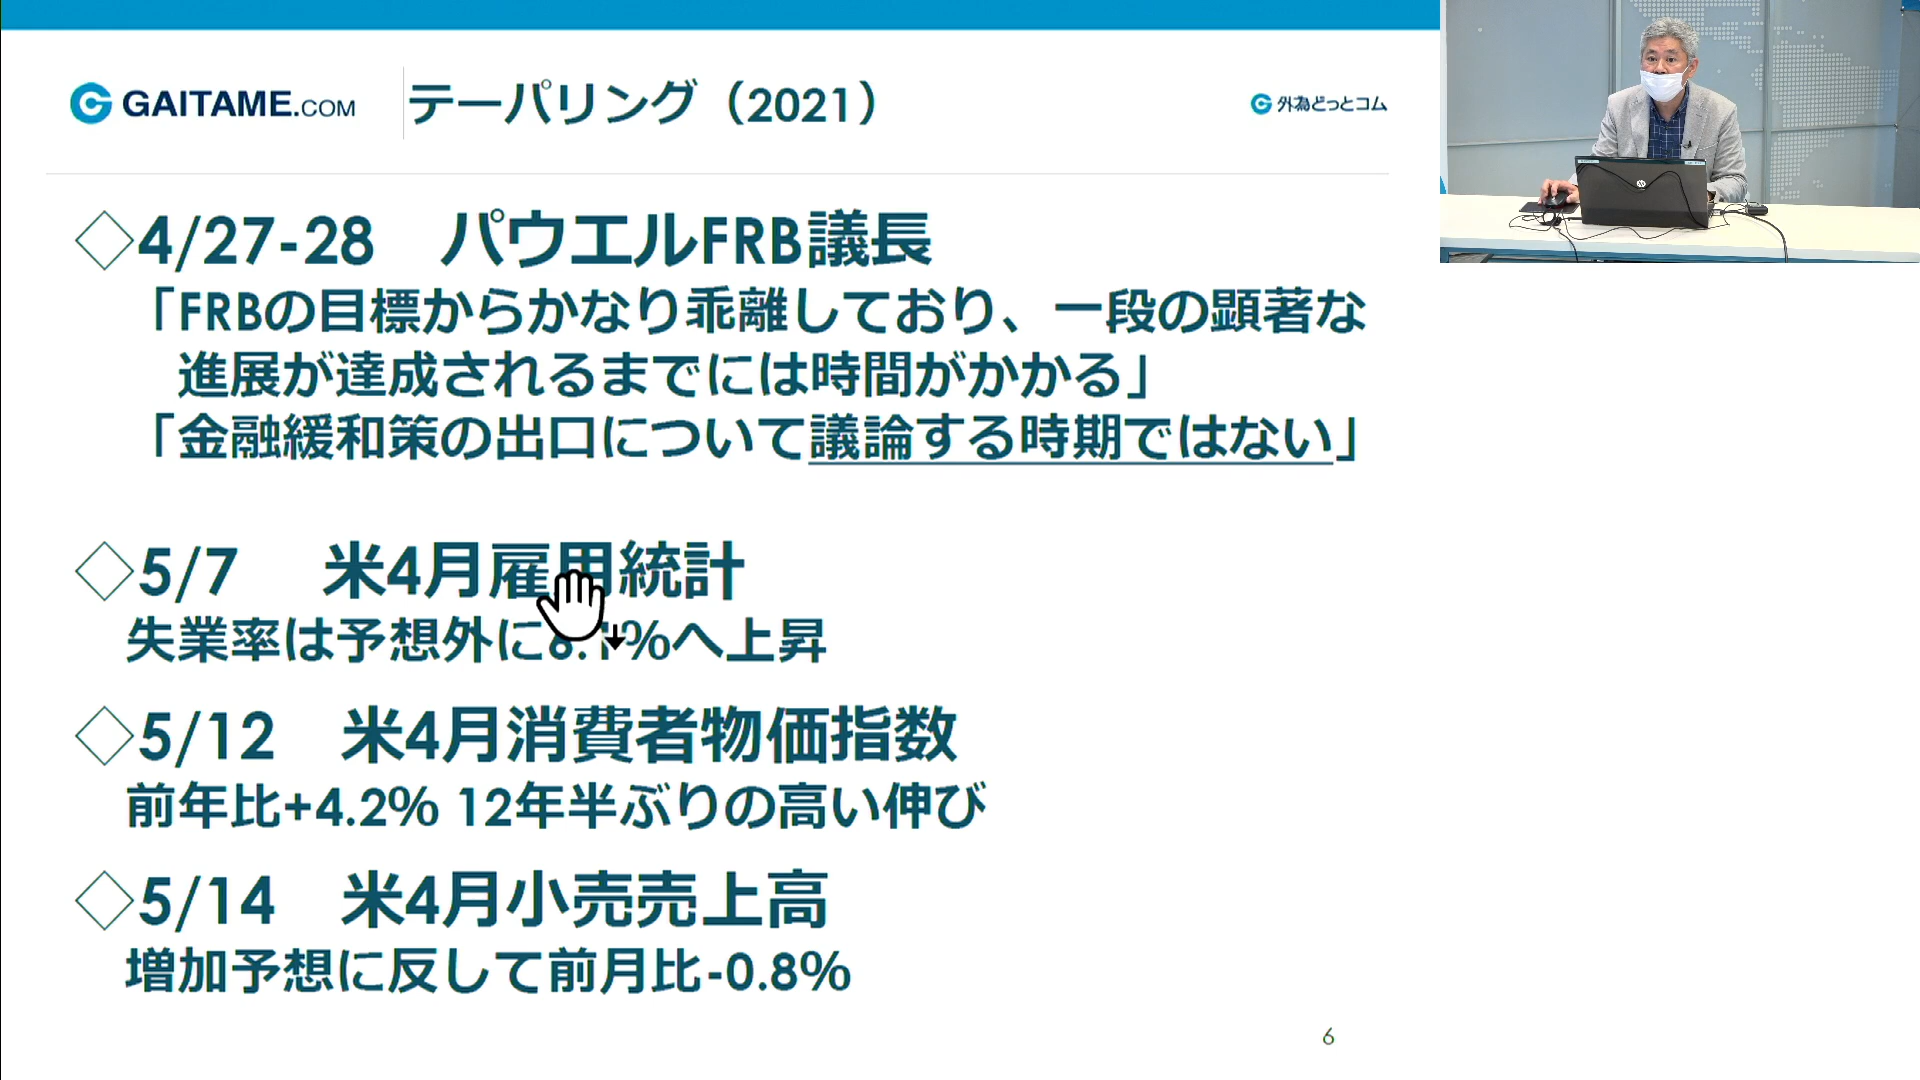 GAITAME.COM
テーパリング（2021）
外為どっとコム
◇4/27-28　パウエルFRB議長
「FRBの目標からかなり乖離しており、一段の顕著な
進展が達成されるまでには時間がかかる」
「金融緩和策の出口について議論する時期ではない」
◇5/7　米4月雇用統計
失業率は予想外に6.1%へ上昇
◇5/12　米4月消費者物価指数
前年比+4.2% 12年半ぶりの高い伸び
◇5/14　米4月小売売上高
増加予想に反して前月比-0.8%
6